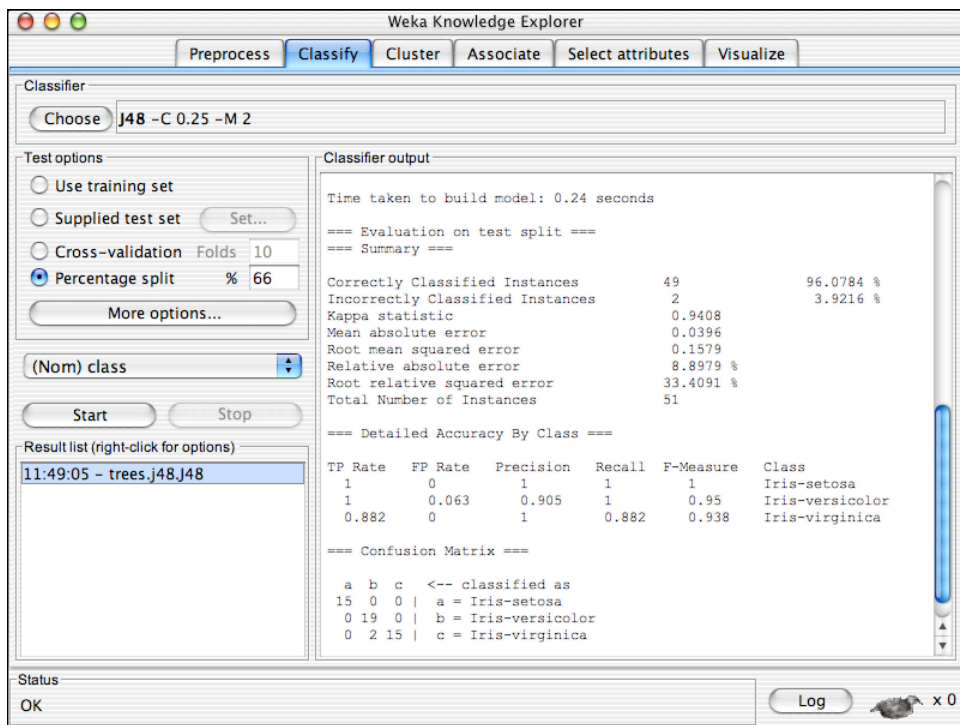 Weka Knowledge Explorer
Preprocess Classify Cluster Associate Select attributes Visualize
Classifier
Choose J48 -C 0.25 -M 2
Test options
Use training set
Supplied test set Set...
Cross-validation Folds 10
Percentage split % 66
More options...
(Nom) class
Start Stop
Result list (right-click for options)
11:49:05 - trees.j48.J48
Classifier output
Time taken to build model: 0.24 seconds
=== Evaluation on test split ===
=== Summary ===
Correctly Classified Instances 49 96.0784 %
Incorrectly Classified Instances 2 3.9216 %
Kappa statistic 0.9408
Mean absolute error 0.0396
Root mean squared error 0.1579
Relative absolute error 8.8979 %
Root relative squared error 33.4091 %
Total Number of Instances 51
=== Detailed Accuracy By Class ===
TP Rate FP Rate Precision Recall F-Measure Class
1 0 1 1 1 Iris-setosa
1 0.063 0.905 1 0.95 Iris-versicolor
0.882 0 1 0.882 0.938 Iris-virginica
=== Confusion Matrix ===
a b c <-- classified as
15 0 0 | a = Iris-setosa
0 19 0 | b = Iris-versicolor
0 2 15 | c = Iris-virginica
Status
OK
Log x 0